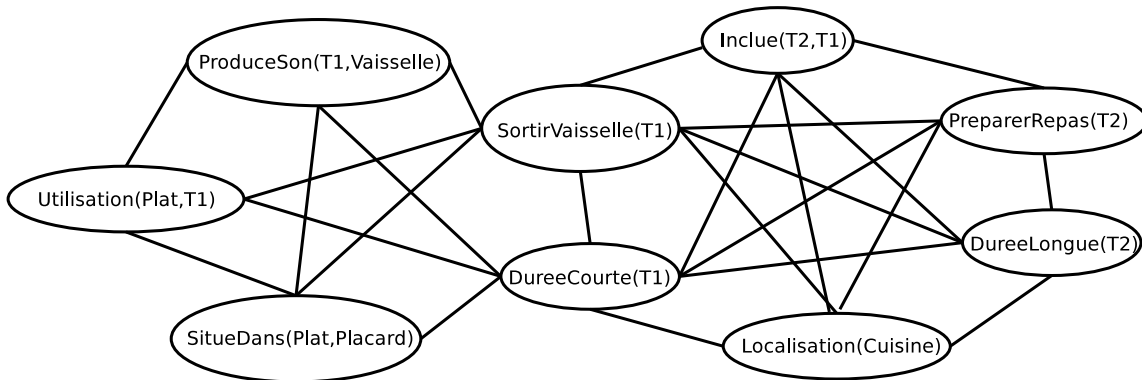 Inclue(T2,T1)
ProduceSon(T1,Vaisselle)
SortirVaisselle(T1)
PreparerRepas(T2)
Utilisation(Plat,T1)
DureeLongue(T2)
DureeCourte(T1)
SitueDans(Plat,Placard)
Localisation(Cuisine)